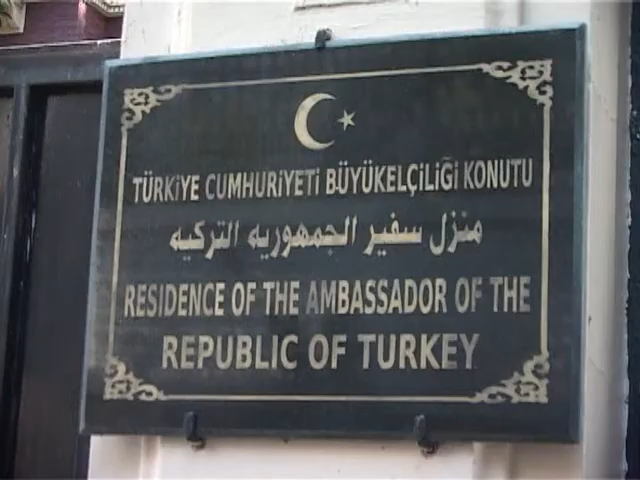 TÜRKİYE CUMHURİYETİ BÜYÜKELÇİLİĞİ KONUTU
منزل سفير الجمهوريه التركيه
RESIDENCE OF THE AMBASSADOR OF THE
REPUBLIC OF TURKEY